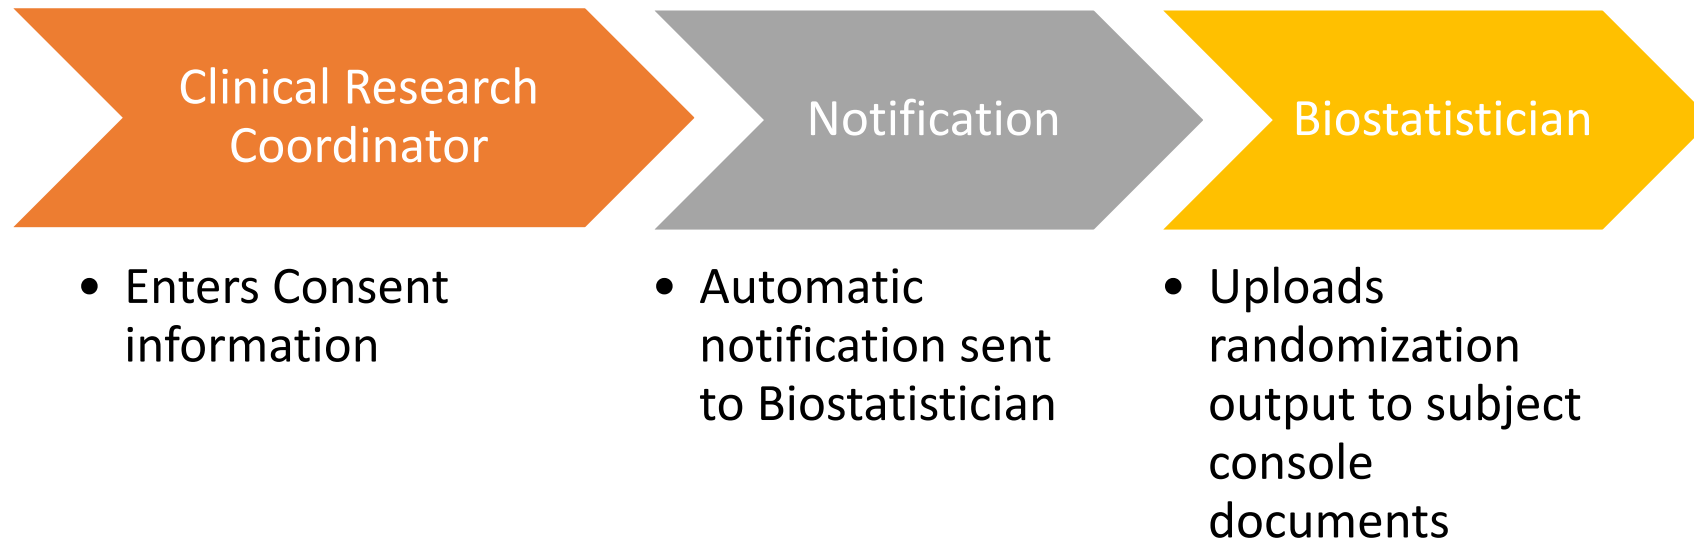 Clinical Research
Coordinator
Notification
Biostatistician
• Enters Consent
information
• Automatic
notification sent
to Biostatistician
• Uploads
randomization
output to subject
console
documents